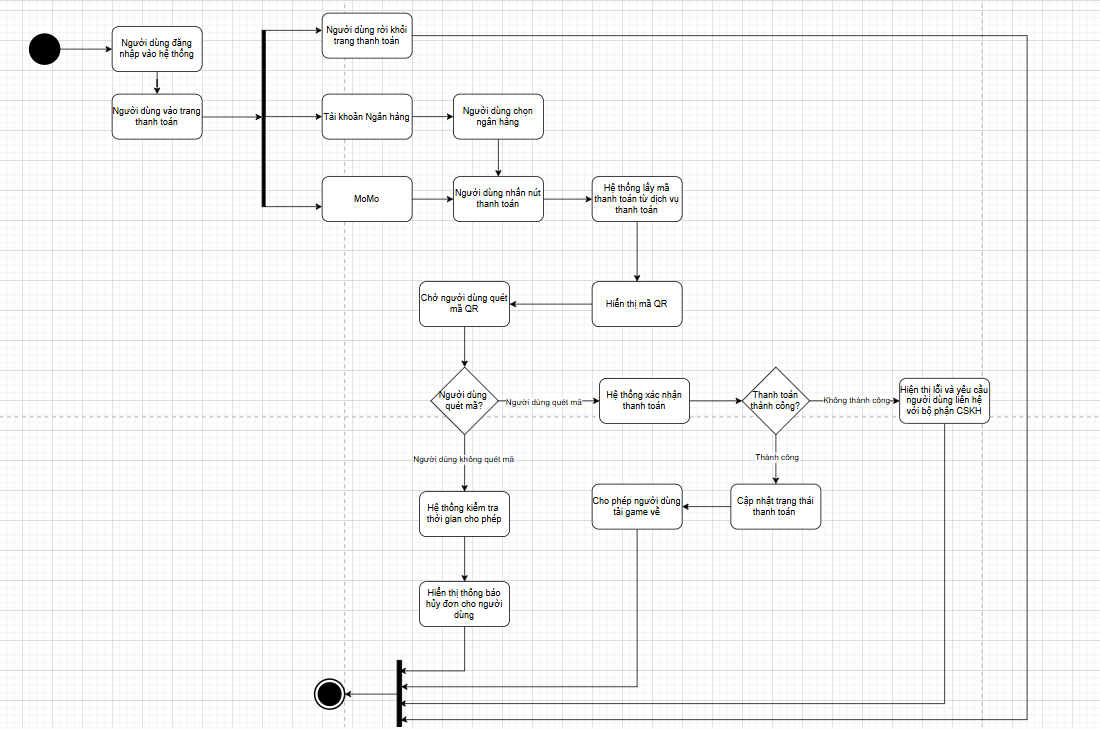 Người dùng đăng
nhập vào hệ thống
Người dùng vào trang
thanh toán
Người dùng rời khỏi
trang thanh toán
Tài khoản Ngân hàng
Người dùng chọn
ngân hàng
MoMo
Người dùng nhấn nút
thanh toán
Hệ thống lấy mã
thanh toán từ dịch vụ
thanh toán
Chờ người dùng quét
mã QR
Hiển thị mã QR
Người dùng
quét mã?
Người dùng quét mã
Hệ thống xác nhận
thanh toán
Thanh toán
thành công?
Không thành công
Hiện thị lỗi và yêu cầu
người dùng liên hệ
với bộ phận CSKH
Người dùng không quét mã
Thành công
Hệ thống kiểm tra
thời gian cho phép
Cho phép người dùng
tải game về
Cập nhật trạng thái
thanh toán
Hiển thị thông báo
hủy đơn cho người
dùng